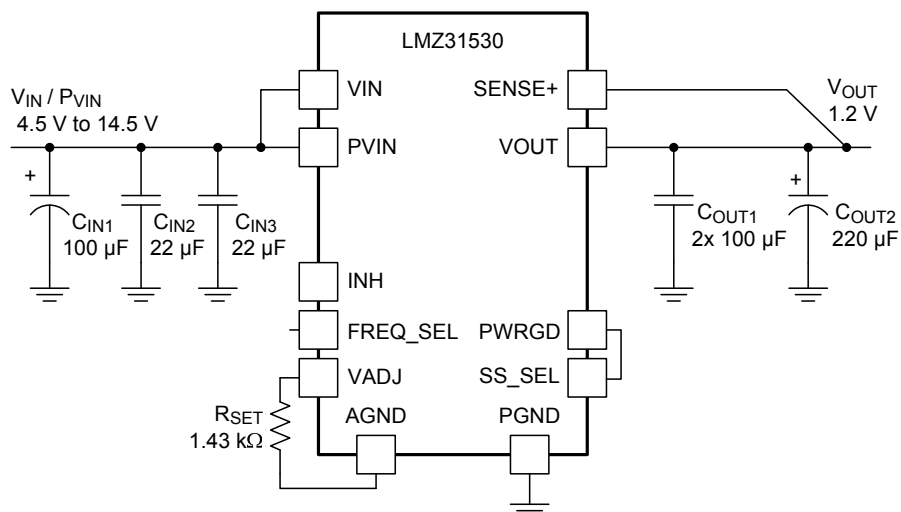 LMZ31530
VIN / PVIN
4.5 V to 14.5 V
VIN
SENSE+
VOUT
1.2 V
PVIN
VOUT
+
+
CIN1
100 µF
CIN2
22 µF
CIN3
22 µF
COUT1
2x 100 µF
COUT2
220 µF
INH
FREQ_SEL
PWRGD
VADJ
SS_SEL
RSET
1.43 kΩ
AGND
PGND